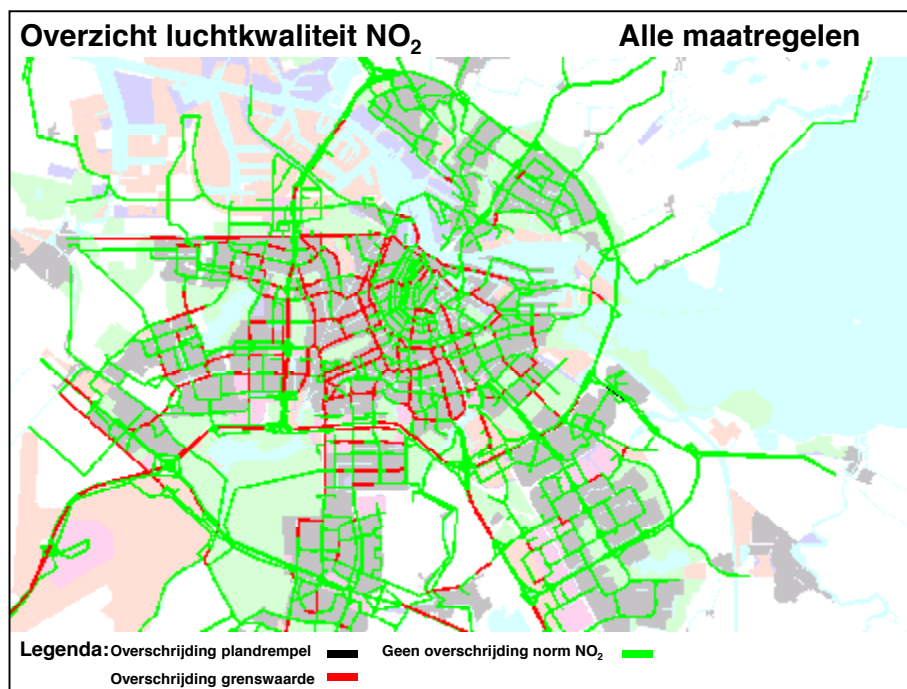 Overzicht luchtkwaliteit NO₂ Alle maatregelen
Legenda: Overschrijding plandrempel Geen overschrijding norm NO₂
Overschrijding grenswaarde